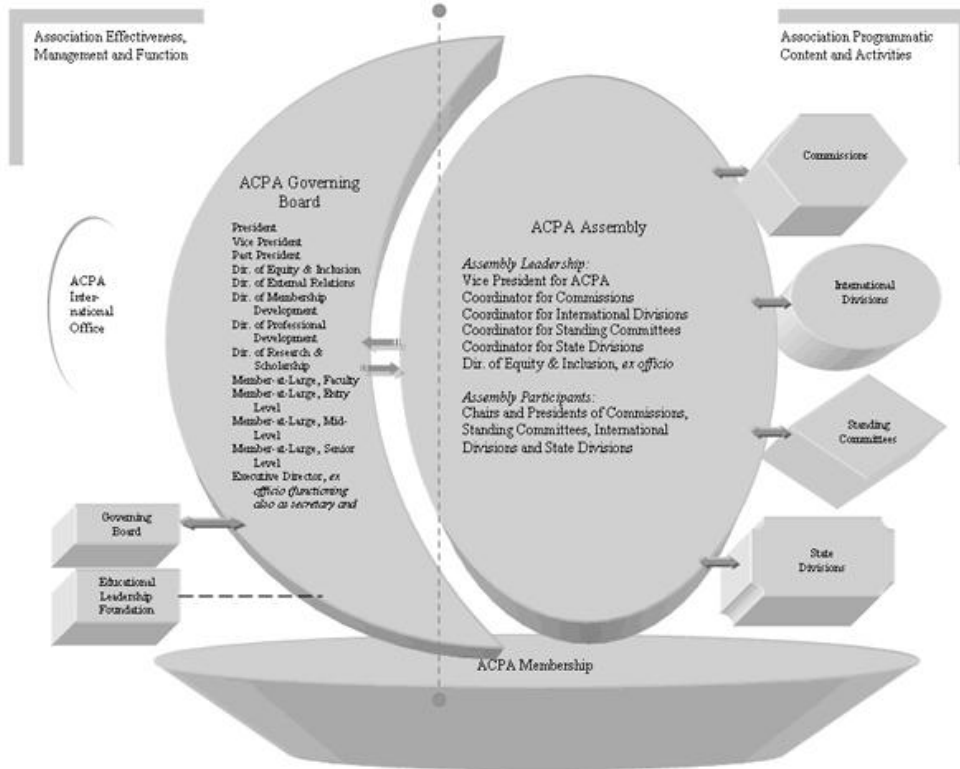 Association Effectiveness,
Management and Function
Association Programmatic
Content and Activities
ACPA
Inter-
national
Office
ACPA Governing
Board
President
Vice President
Past President
Dir. of Equity & Inclusion
Dir. of External Relations
Dir. of Membership
Development
Dir. of Professional
Development
Dir. of Research &
Scholarship
Member-at-Large, Faculty
Member-at-Large, Entry
Level
Member-at-Large, Mid-
Level
Member-at-Large, Senior
Level
Executive Director, ex
officio (functioning
also as secretary and
Governing
Board
Educational
Leadership
Foundation
ACPA Assembly
Assembly Leadership:
Vice President for ACPA
Coordinator for Commissions
Coordinator for International Divisions
Coordinator for Standing Committees
Coordinator for State Divisions
Dir. of Equity & Inclusion, ex officio
Assembly Participants:
Chairs and Presidents of Commissions,
Standing Committees, International
Divisions and State Divisions
Commissions
International
Divisions
Standing
Committees
State
Divisions
ACPA Membership